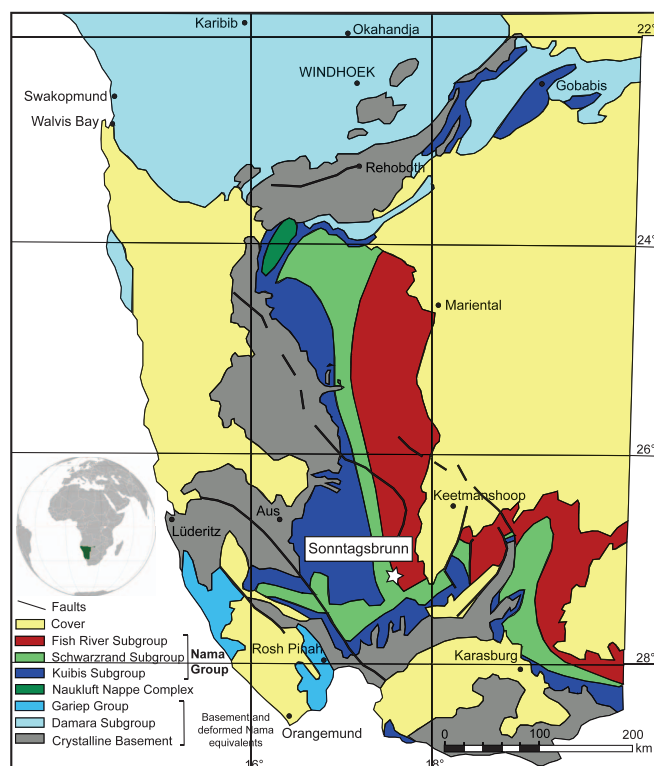 Karibib
Okahandja
22°
WINDHOEK
Swakopmund
Gobabis
Walvis Bay
Rehoboth
24°
Mariental
26°
Keetmanshoop
Aus
Lüderitz
Sonntagsbrunn
Faults
Cover
Fish River Subgroup
Schwarzrand Subgroup
Nama
Group
Kuibis Subgroup
Naukluft Nappe Complex
Gariep Group
Damara Subgroup
Crystalline Basement
Basement and
deformed Nama
equivalents
Rosh Pinah
Karasburg
28°
Orangemund
0 100 200
km
16°
18°